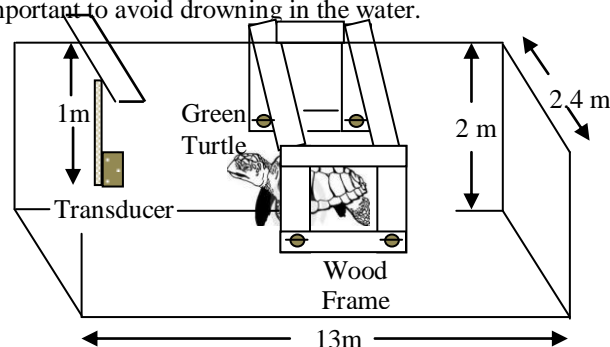 mportant to avoid drowning in the water.
1m
Green
Turtle
2 m
2.4 m
Transducer
Wood
Frame
13m